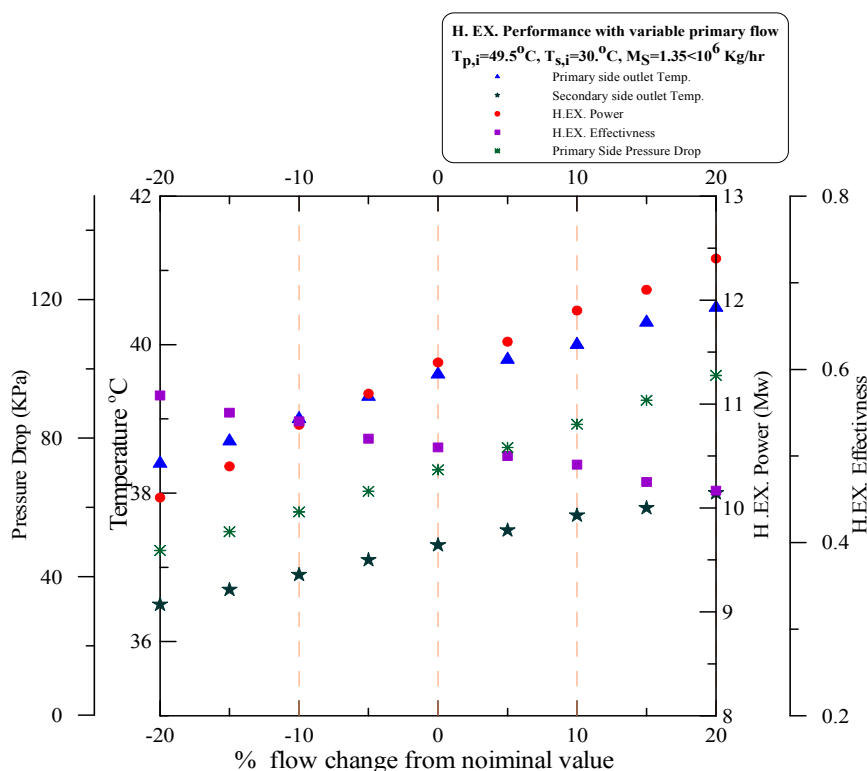 H. EX. Performance with variable primary flow
Tp,i=49.5°C, Ts,i=30.°C, MS=1.35<10^6 Kg/hr
Primary side outlet Temp.
Secondary side outlet Temp.
H.EX. Power
H.EX. Effectivness
Primary Side Pressure Drop
-20 -10 0 10 20
120
80
40
0
Pressure Drop (KPa)
42
40
38
36
Temperature °C
13
12
11
10
9
8
H .EX. Power (Mw)
0.8
0.6
0.4
0.2
H.EX. Effectivness
-20 -10 0 10 20
% flow change from noiminal value